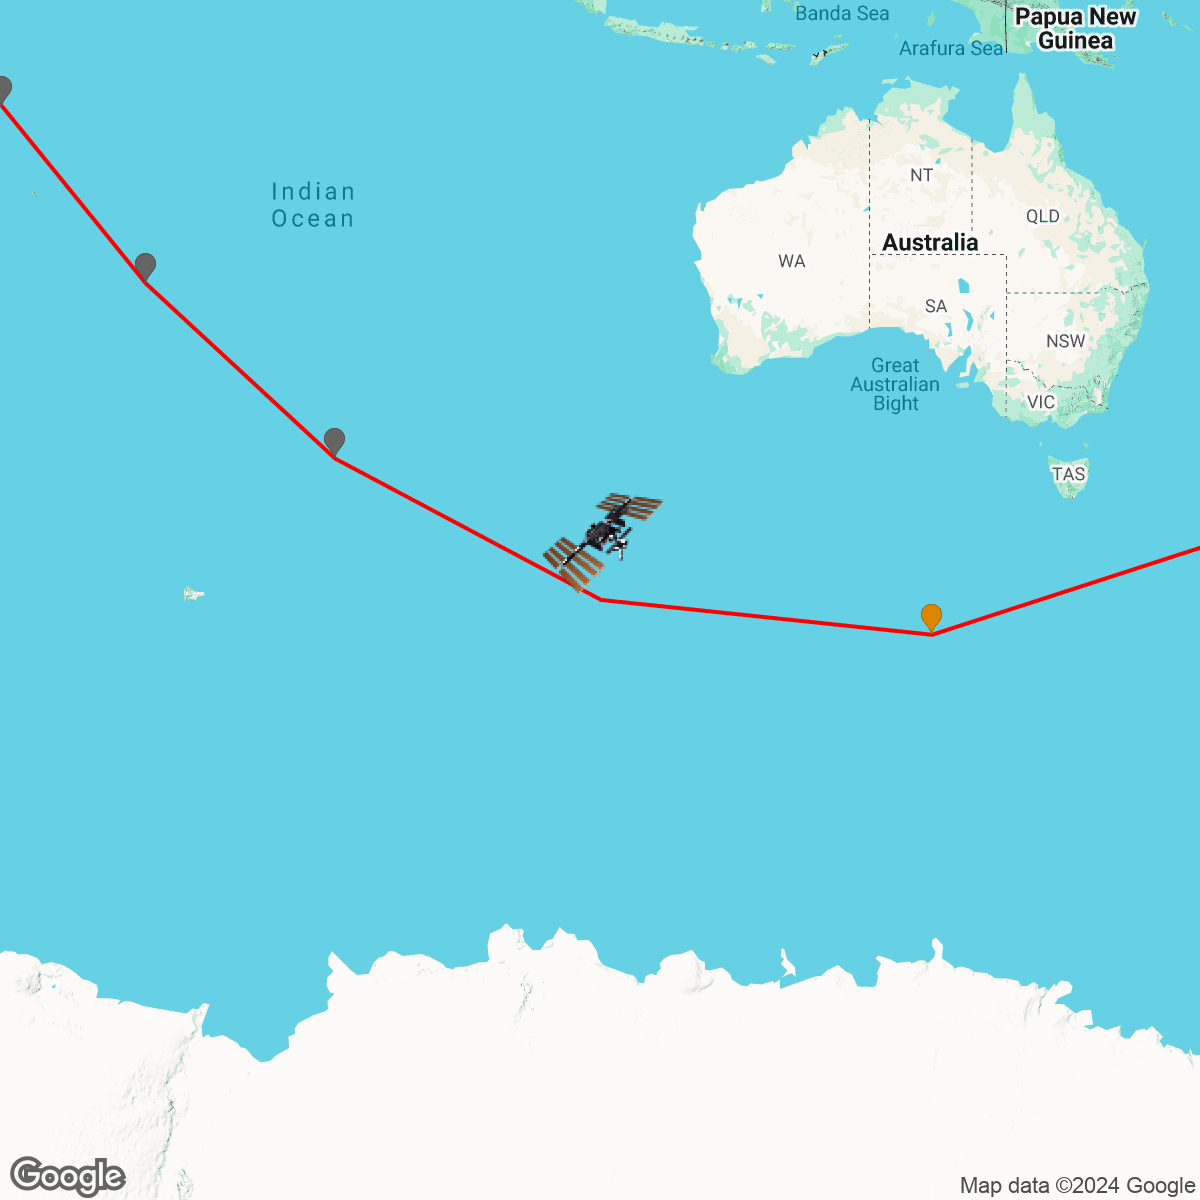 Banda Sea
Papua New
Guinea
Arafura Sea
Indian
Ocean
NT
QLD
Australia
WA
SA
NSW
Great
Australian
Bight
VIC
TAS
Google
Map data ©2024 Google